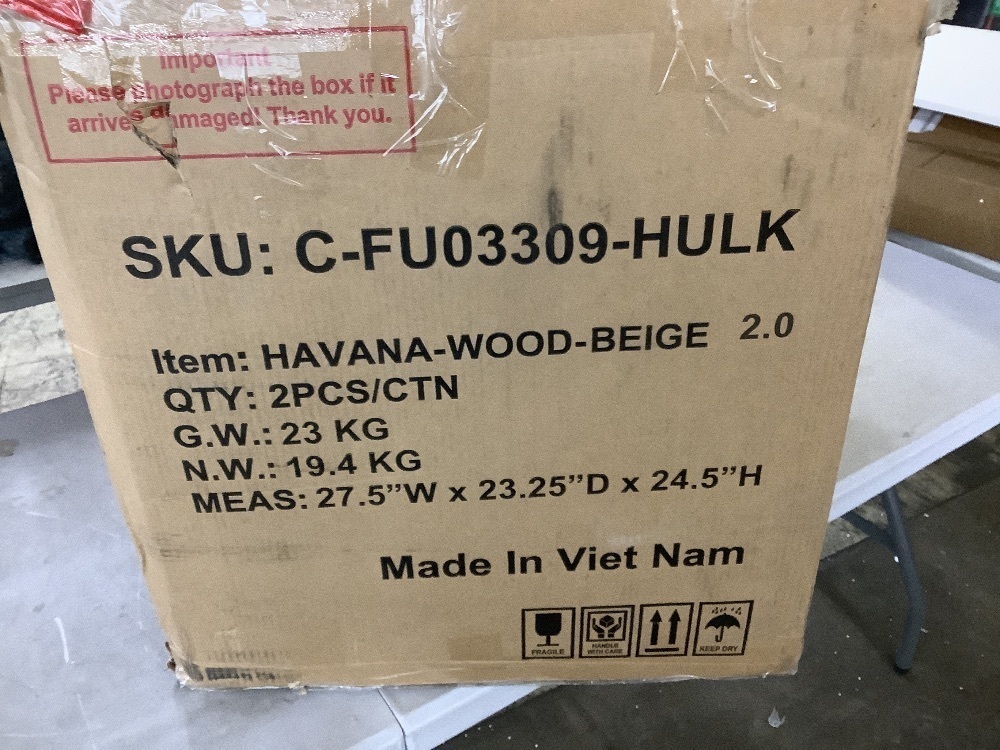 Important
Please photograph the box if it
arrives damaged! Thank you.
SKU: C-FU03309-HULK
Item: HAVANA-WOOD-BEIGE 2.0
QTY: 2PCS/CTN
G.W.: 23 KG
N.W.: 19.4 KG
MEAS: 27.5”W x 23.25”D x 24.5”H
Made In Viet Nam
FRAGILE
HANDLE
WITH CARE
KEEP DRY